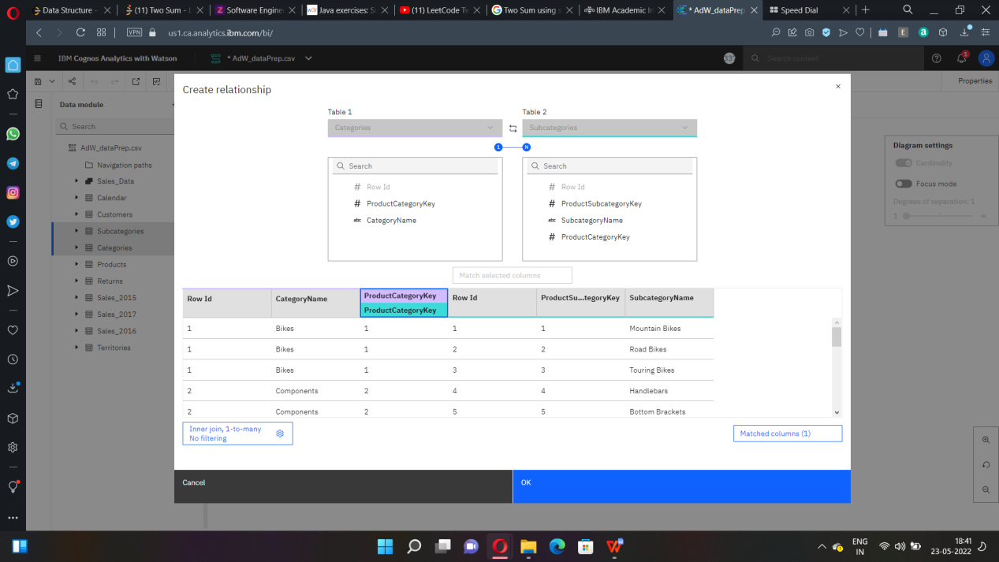 Data Structure -
(11) Two Sum - L
Software Engine
w3r Java exercises: S
(11) LeetCode Tw
Two Sum using s
IBM Academic In
* AdW_dataPrep
Speed Dial
VPN
us1.ca.analytics.ibm.com/bi/
IBM Cognos Analytics with Watson
* AdW_dataPrep.csv
Search content
1
Properties
Data module
Search
AdW_dataPrep.csv
Navigation paths
Sales_Data
Calendar
Customers
Subcategories
Categories
Products
Returns
Sales_2015
Sales_2017
Sales_2016
Territories
Create relationship
Table 1
Categories
Table 2
Subcategories
1
N
Search
# Row Id
# ProductCategoryKey
abc CategoryName
Search
# Row Id
# ProductSubcategoryKey
abc SubcategoryName
# ProductCategoryKey
Match selected columns
Row Id CategoryName ProductCategoryKey Row Id ProductSu...tegoryKey SubcategoryName
ProductCategoryKey
1 Bikes 1 1 1 Mountain Bikes
1 Bikes 1 2 2 Road Bikes
1 Bikes 1 3 3 Touring Bikes
2 Components 2 4 4 Handlebars
2 Components 2 5 5 Bottom Brackets
Inner join, 1-to-many
No filtering
Matched columns (1)
Cancel
OK
Diagram settings
Cardinality
Focus mode
Degrees of separation: 1
1 ∞
ENG
IN
18:41
23-05-2022